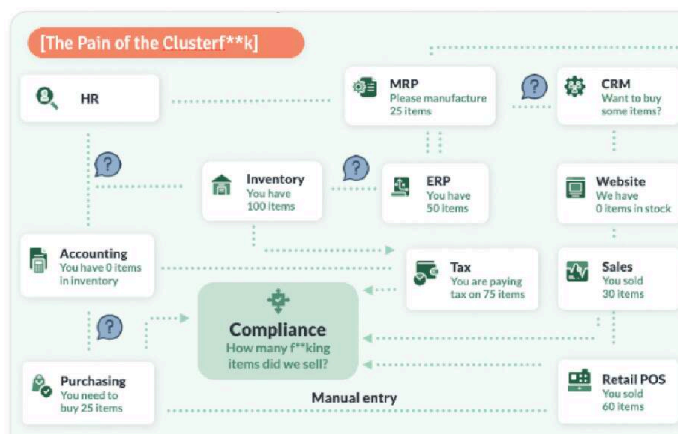 [The Pain of the Clusterf**k]
HR
MRP
Please manufacture
25 items
?
CRM
Want to buy
some items?
?
Inventory
You have
100 items
?
ERP
You have
50 items
Website
We have
0 items in stock
Accounting
You have 0 items
in inventory
Tax
You are paying
tax on 75 items
Sales
You sold
30 items
Compliance
How many f**king
items did we sell?
?
Purchasing
You need to
buy 25 items
Manual entry
Retail POS
You sold
60 items